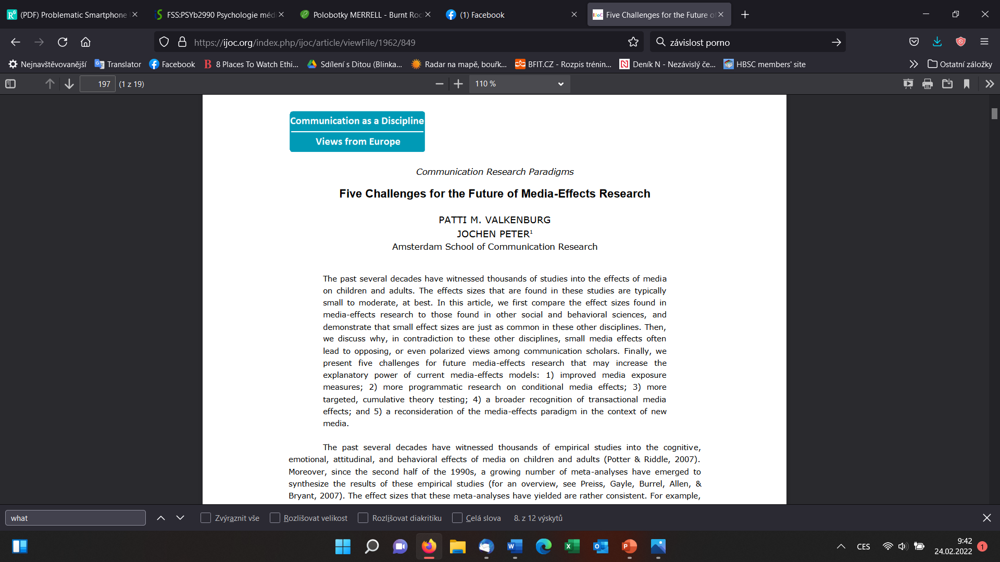 (PDF) Problematic Smartphone
FSS:PSYb2990 Psychologie médi
Polobotky MERRELL - Burnt Roc
(1) Facebook
Five Challenges for the Future of
https://ijoc.org/index.php/ijoc/article/viewFile/1962/849
závislost porno
Nejnavštěvovanější
Translator
Facebook
8 Places To Watch Ethi...
Sdílení s Ditou (Blinka...
Radar na mapě, bouřk...
BFIT.CZ - Rozpis trénin...
Deník N - Nezávislý če...
HBSC members' site
Ostatní záložky
197 (1 z 19)
110 %
Communication as a Discipline
Views from Europe
Communication Research Paradigms
Five Challenges for the Future of Media-Effects Research
PATTI M. VALKENBURG
JOCHEN PETER¹
Amsterdam School of Communication Research
The past several decades have witnessed thousands of studies into the effects of media
on children and adults. The effects sizes that are found in these studies are typically
small to moderate, at best. In this article, we first compare the effect sizes found in
media-effects research to those found in other social and behavioral sciences, and
demonstrate that small effect sizes are just as common in these other disciplines. Then,
we discuss why, in contradiction to these other disciplines, small media effects often
lead to opposing, or even polarized views among communication scholars. Finally, we
present five challenges for future media-effects research that may increase the
explanatory power of current media-effects models: 1) improved media exposure
measures; 2) more programmatic research on conditional media effects; 3) more
targeted, cumulative theory testing; 4) a broader recognition of transactional media
effects; and 5) a reconsideration of the media-effects paradigm in the context of new
media.
The past several decades have witnessed thousands of empirical studies into the cognitive,
emotional, attitudinal, and behavioral effects of media on children and adults (Potter & Riddle, 2007).
Moreover, since the second half of the 1990s, a growing number of meta-analyses have emerged to
synthesize the results of these empirical studies (for an overview, see Preiss, Gayle, Burrel, Allen, &
Bryant, 2007). The effect sizes that these meta-analyses have yielded are rather consistent. For example,
what
Zvýraznit vše
Rozlišovat velikost
Rozlišovat diakritiku
Celá slova
8. z 12 výskytů
CES
9:42
24.02.2022
1